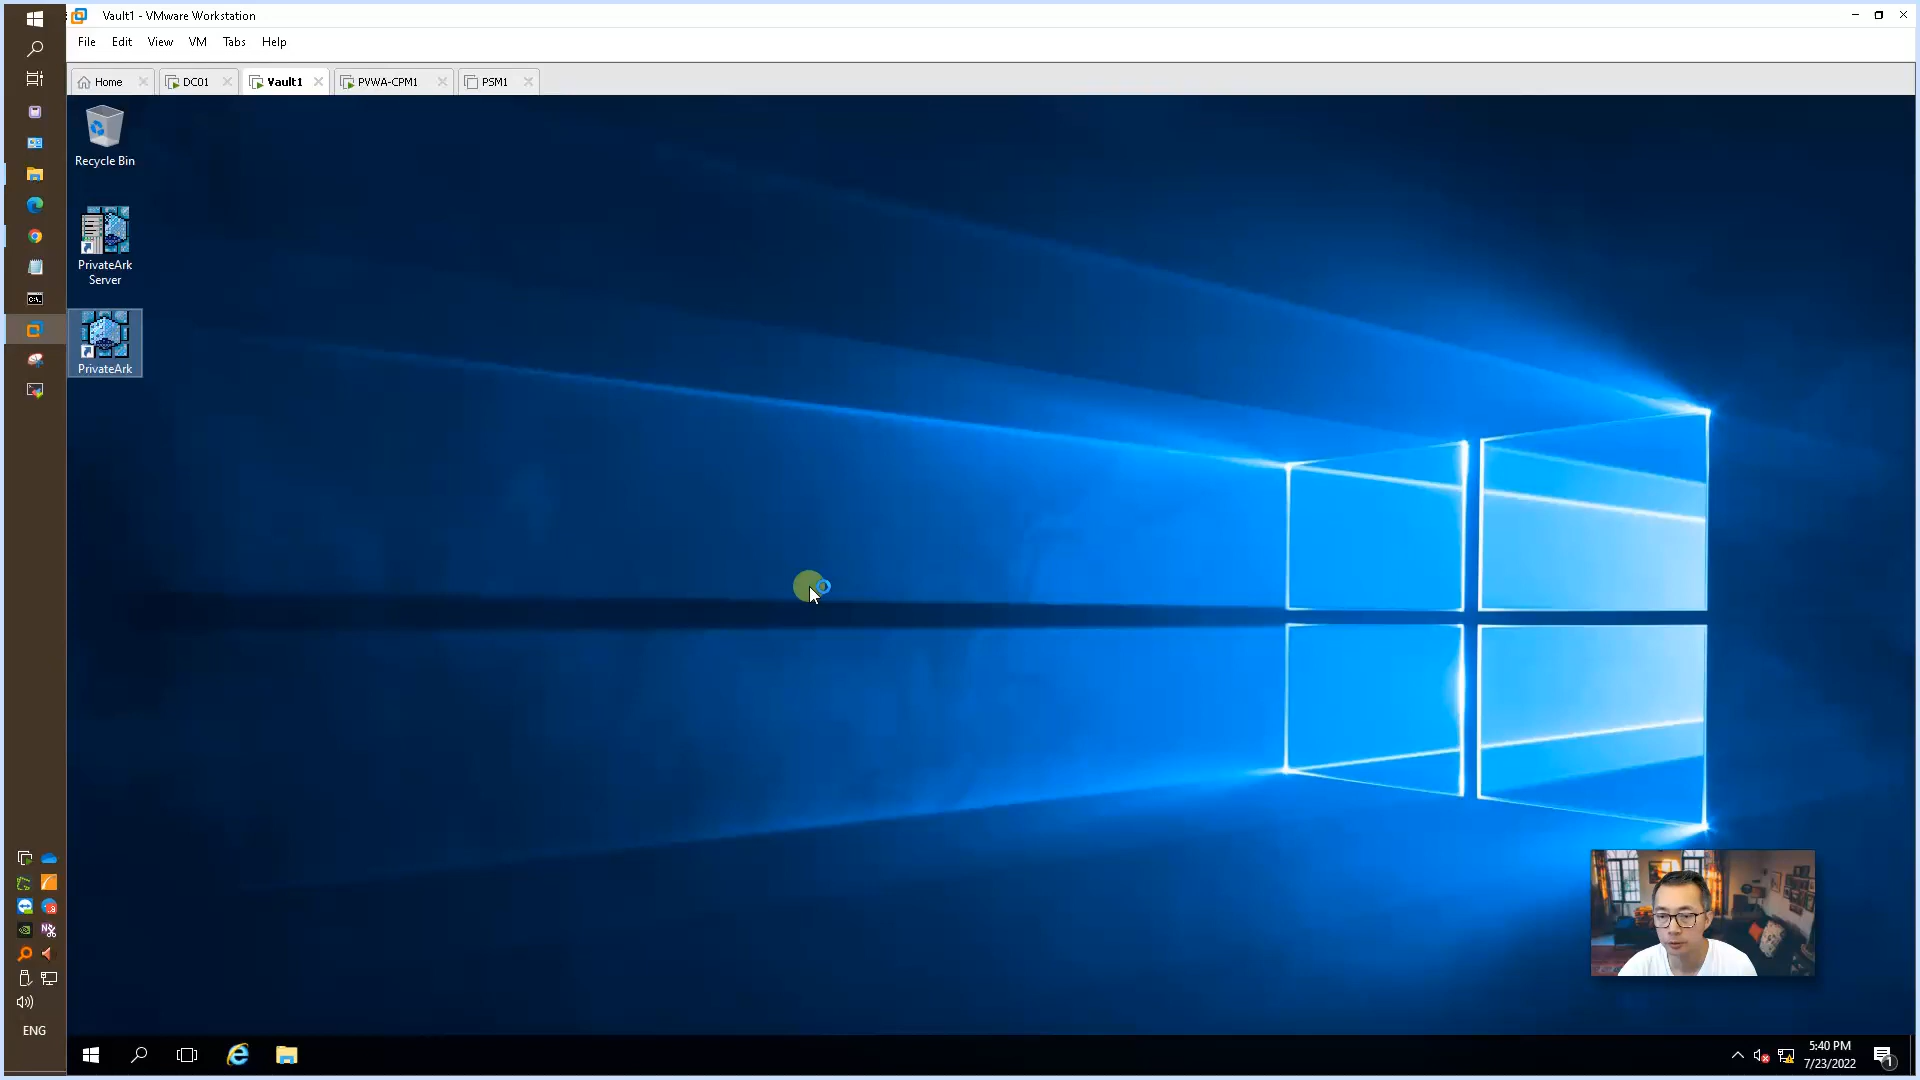 Vault1 - VMware Workstation
File Edit View VM Tabs Help
Home DC01 Vault1 PVWA-CPM1 PSM1
Recycle Bin
PrivateArk
Server
PrivateArk
ENG
5:40 PM
7/23/2022
1